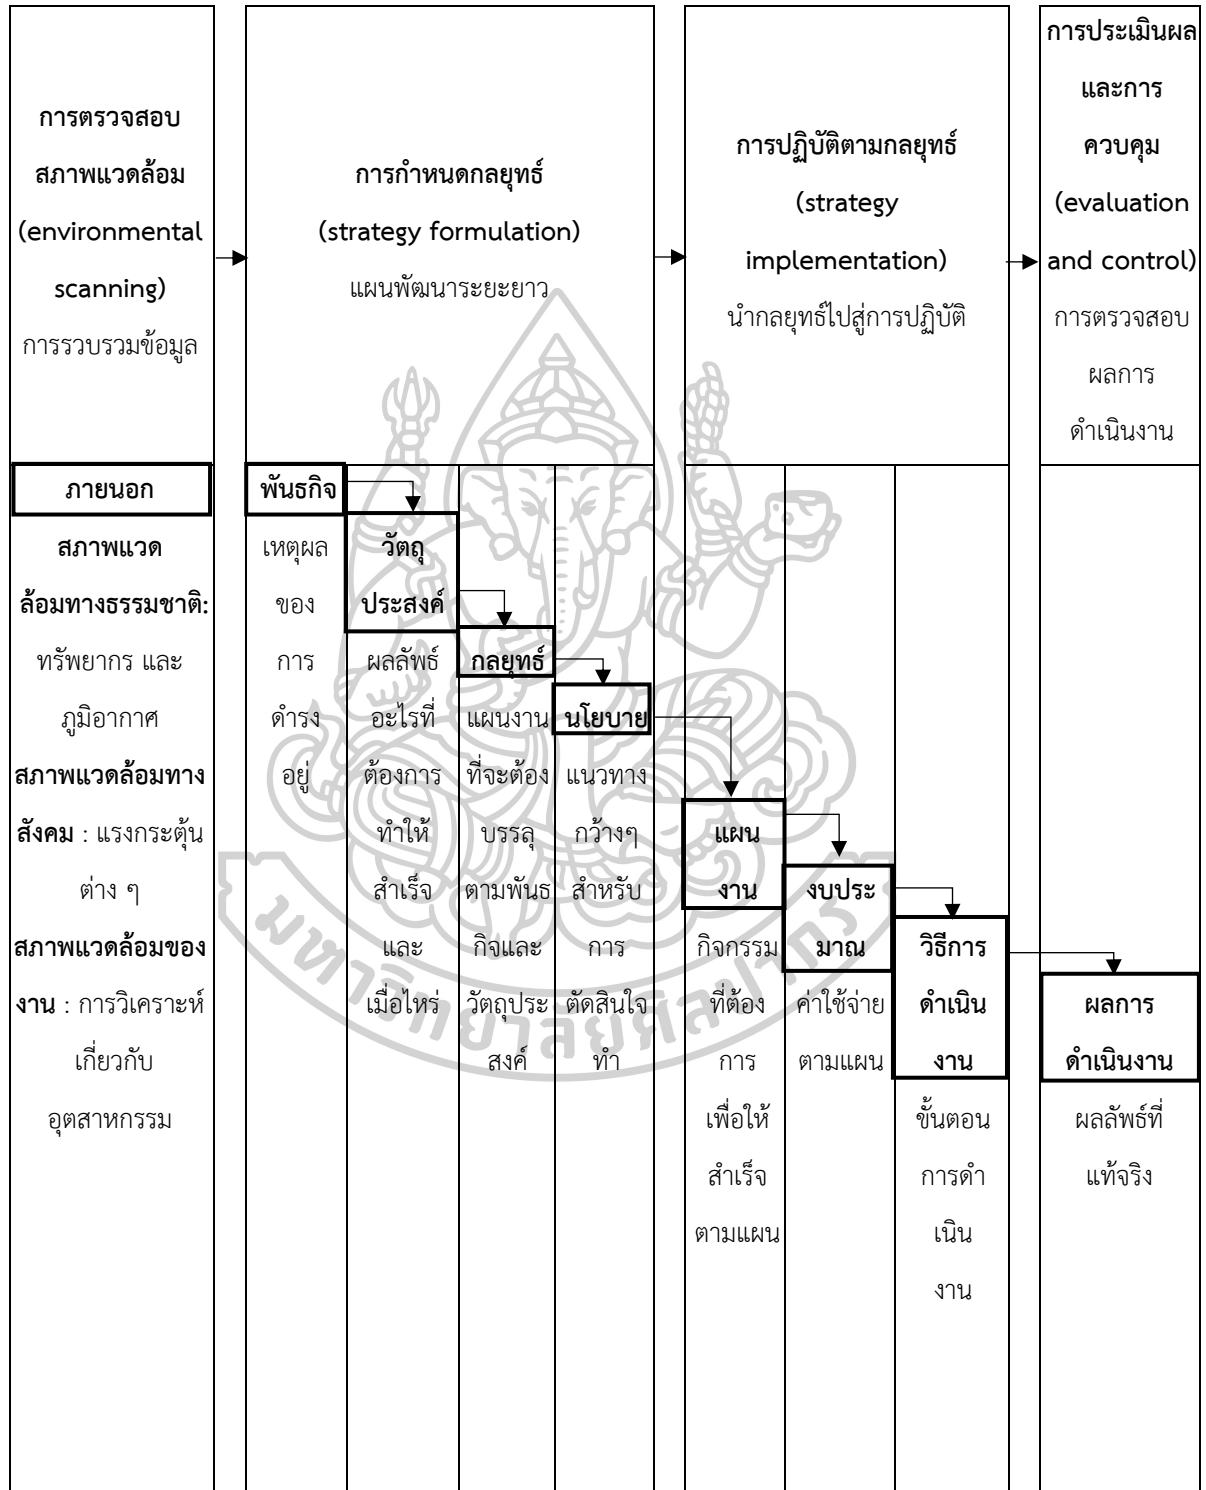 การตรวจสอบ
สภาพแวดล้อม
(environmental
scanning)
การรวบรวมข้อมูล
การกำหนดกลยุทธ์
(strategy formulation)
แผนพัฒนาระยะยาว
การปฏิบัติตามกลยุทธ์
(strategy
implementation)
นำกลยุทธ์ไปสู่การปฏิบัติ
การประเมินผล
และการ
ควบคุม
(evaluation
and control)
การตรวจสอบ
ผลการ
ดำเนินงาน
ภายนอก
สภาพแวด
ล้อมทางธรรมชาติ:
ทรัพยากร และ
ภูมิอากาศ
สภาพแวดล้อมทาง
สังคม : แรงกระตุ้น
ต่าง ๆ
สภาพแวดล้อมของ
งาน : การวิเคราะห์
เกี่ยวกับ
อุตสาหกรรม
พันธกิจ
เหตุผล
ของ
การ
ดำรง
อยู่
วัตถุ
ประสงค์
ผลลัพธ์
อะไรที่
ต้องการ
ทำให้
สำเร็จ
และ
เมื่อไหร่
กลยุทธ์
แผนงาน
ที่จะต้อง
บรรลุ
ตามพันธ
กิจและ
วัตถุประ
สงค์
นโยบาย
แนวทาง
กว้างๆ
สำหรับ
การ
ตัดสินใจ
ทำ
แผน
งาน
กิจกรรม
ที่ต้อง
การ
เพื่อให้
สำเร็จ
ตามแผน
งบประ
มาณ
ค่าใช้จ่าย
ตามแผน
วิธีการ
ดำเนิน
งาน
ขั้นตอน
การดำ
เนิน
งาน
ผลการ
ดำเนินงาน
ผลลัพธ์ที่
แท้จริง
มหาวิทยาลัยศิลปากร